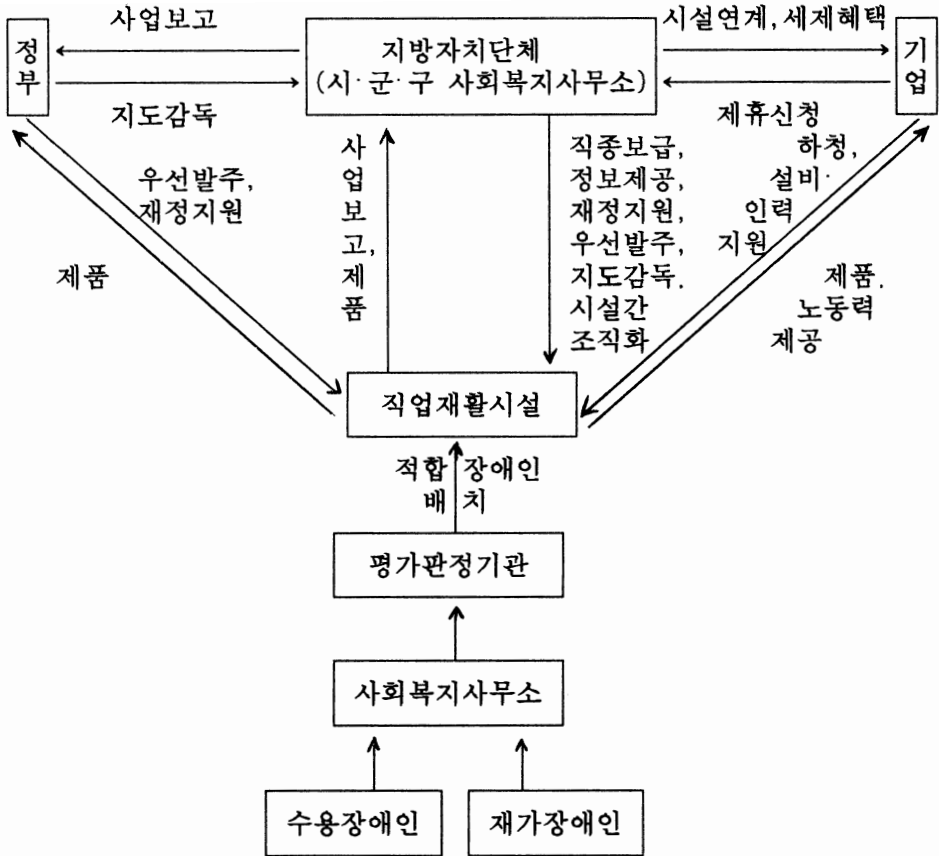 사업보고
시설연계, 세제혜택
정부
지방자치단체
(시·군·구 사회복지사무소)
기업
지도감독
제휴신청
우선발주,
재정지원
제품
사업보고, 제품
직종보급,
정보제공,
재정지원,
우선발주,
지도감독.
시설간
조직화
하청,
설비·
인력
지원
제품.
노동력
제공
직업재활시설
적합 장애인
배치
평가판정기관
사회복지사무소
수용장애인
재가장애인